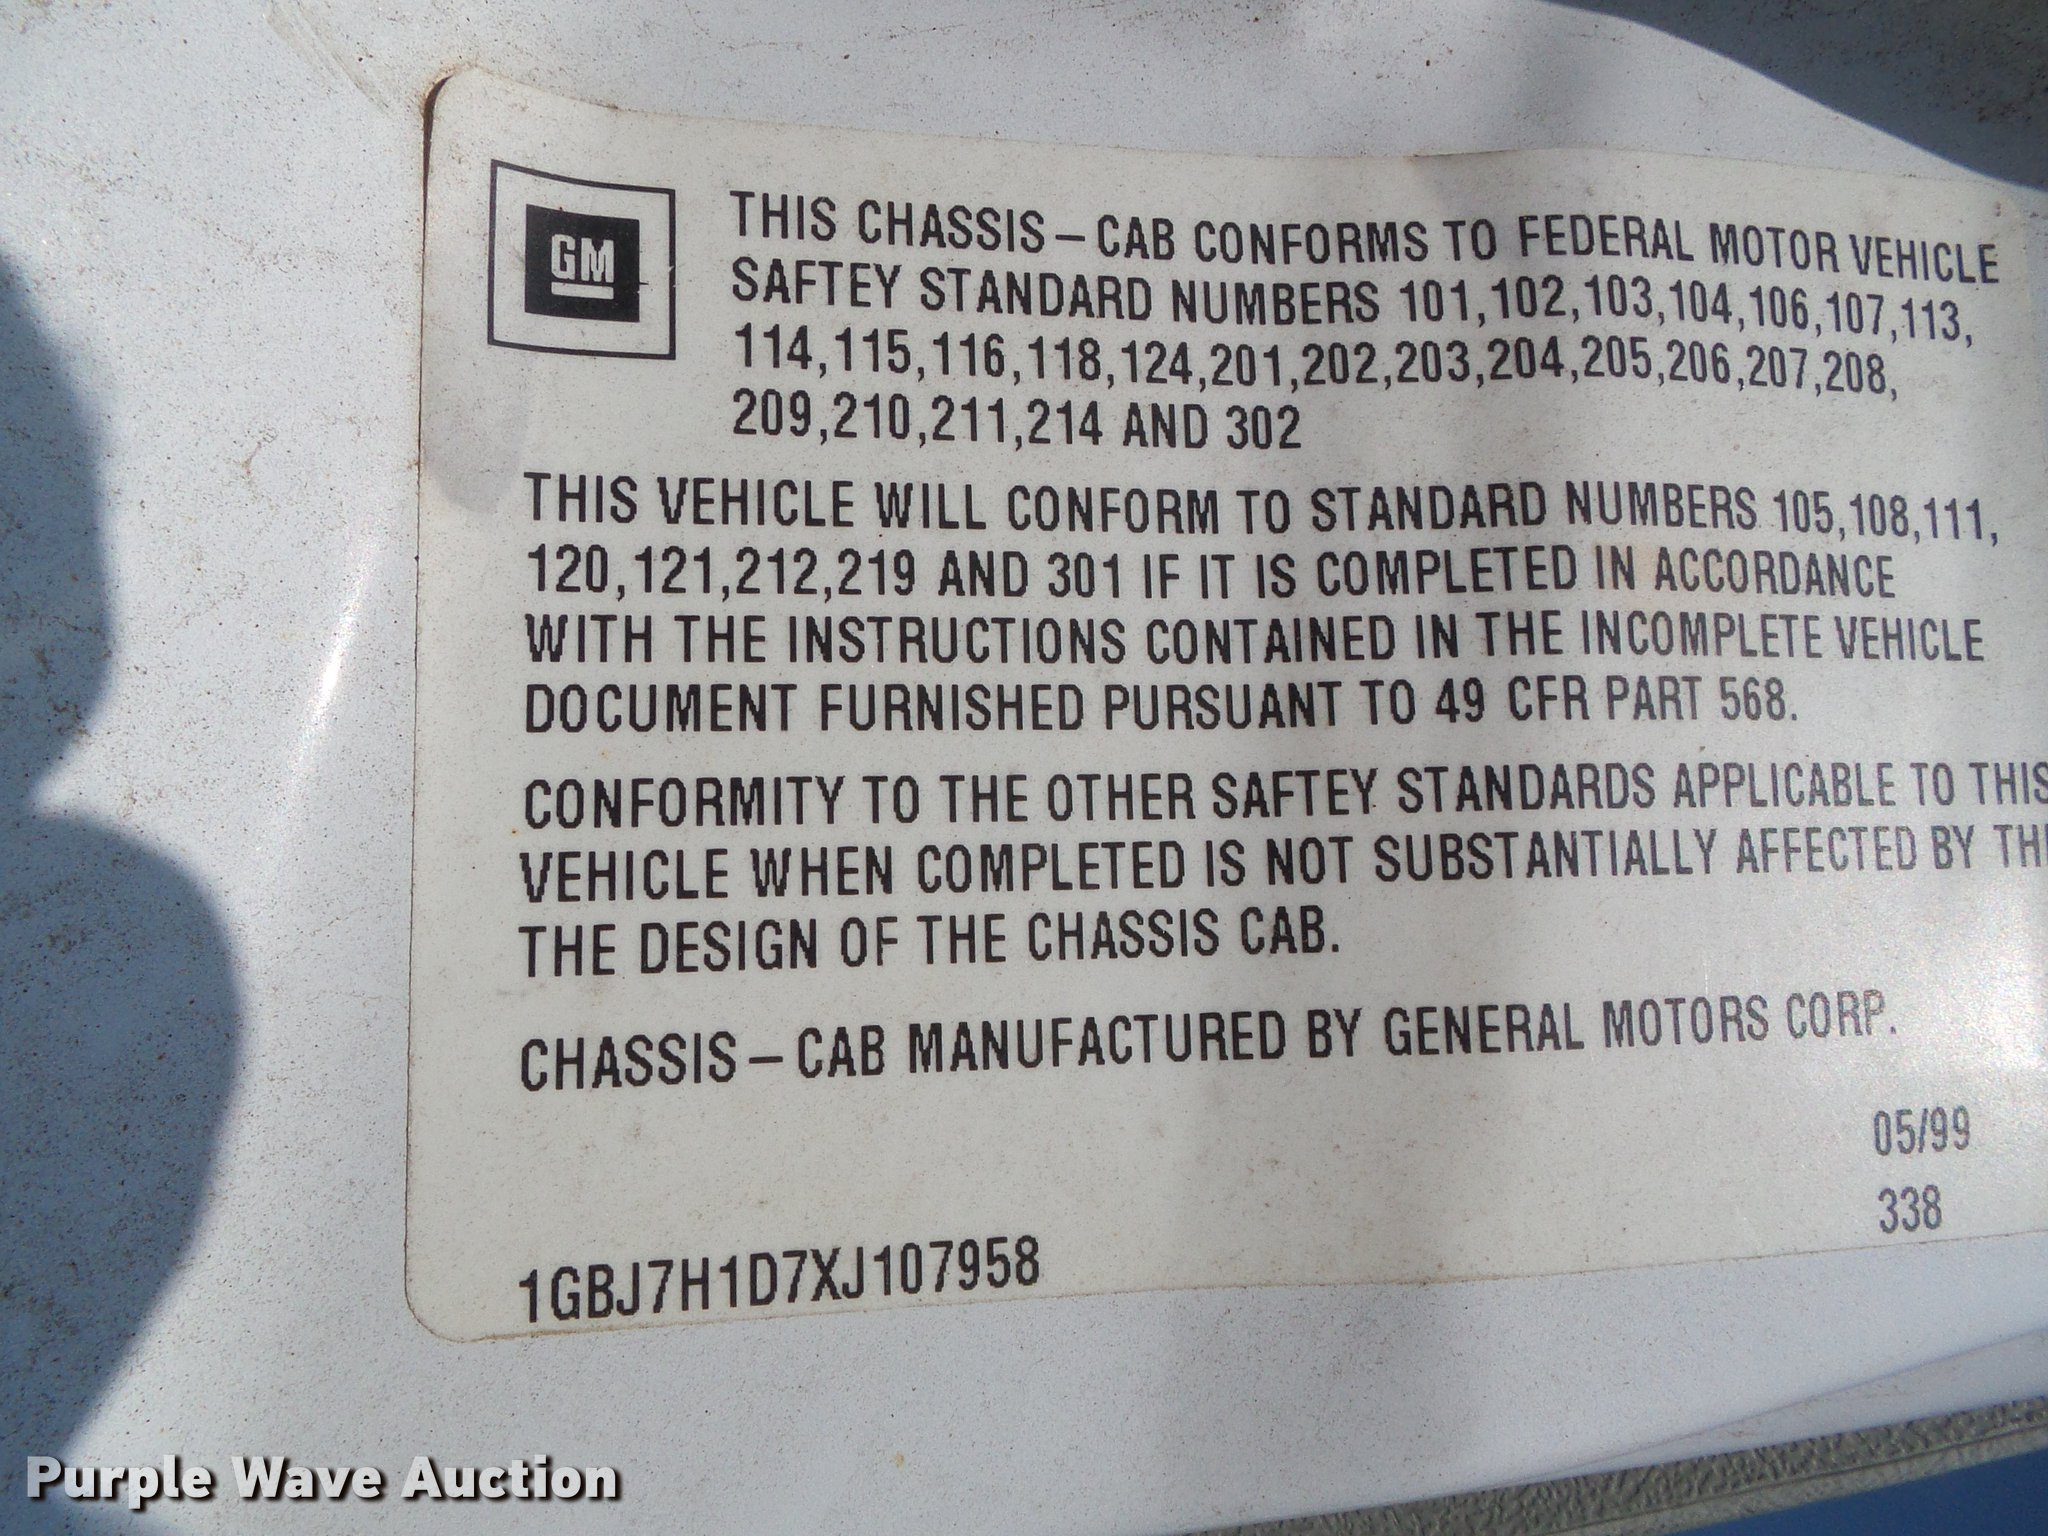 GM
THIS CHASSIS – CAB CONFORMS TO FEDERAL MOTOR VEHICLE
SAFTEY STANDARD NUMBERS 101,102,103,104,106,107,113,
114,115,116,118,124,201,202,203,204,205,206,207,208,
209,210,211,214 AND 302
THIS VEHICLE WILL CONFORM TO STANDARD NUMBERS 105,108,111,
120,121,212,219 AND 301 IF IT IS COMPLETED IN ACCORDANCE
WITH THE INSTRUCTIONS CONTAINED IN THE INCOMPLETE VEHICLE
DOCUMENT FURNISHED PURSUANT TO 49 CFR PART 568.
CONFORMITY TO THE OTHER SAFTEY STANDARDS APPLICABLE TO THIS
VEHICLE WHEN COMPLETED IS NOT SUBSTANTIALLY AFFECTED BY THE
THE DESIGN OF THE CHASSIS CAB.
CHASSIS – CAB MANUFACTURED BY GENERAL MOTORS CORP.
05/99
338
1GBJ7H1D7XJ107958
Purple Wave Auction